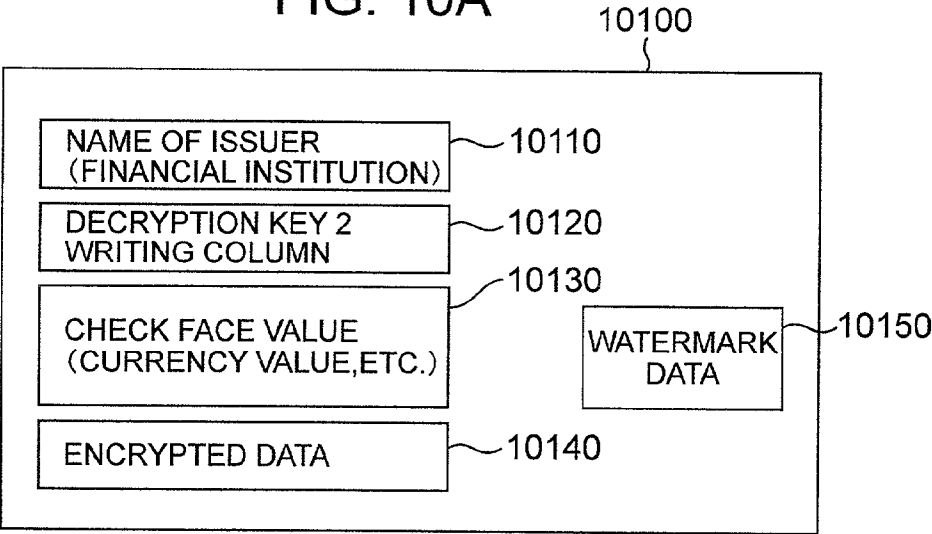 FIG. 10A
10100
NAME OF ISSUER
(FINANCIAL INSTITUTION)
10110
DECRYPTION KEY 2
WRITING COLUMN
10120
10130
CHECK FACE VALUE
(CURRENCY VALUE,ETC.)
WATERMARK
DATA
10150
ENCRYPTED DATA
10140